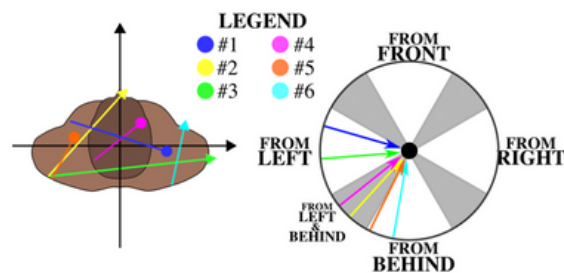 LEGEND
#1 #4
#2 #5
#3 #6
FROM
FRONT
FROM
LEFT
FROM
RIGHT
FROM
LEFT
&
BEHIND
FROM
BEHIND